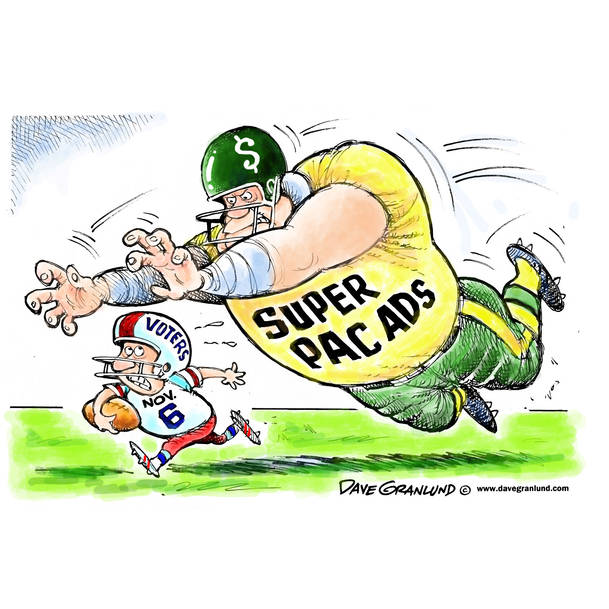 $
SUPER
PAC ADS
VOTERS
NOV.
6
DAVE GRANLUND © www.davegranlund.com